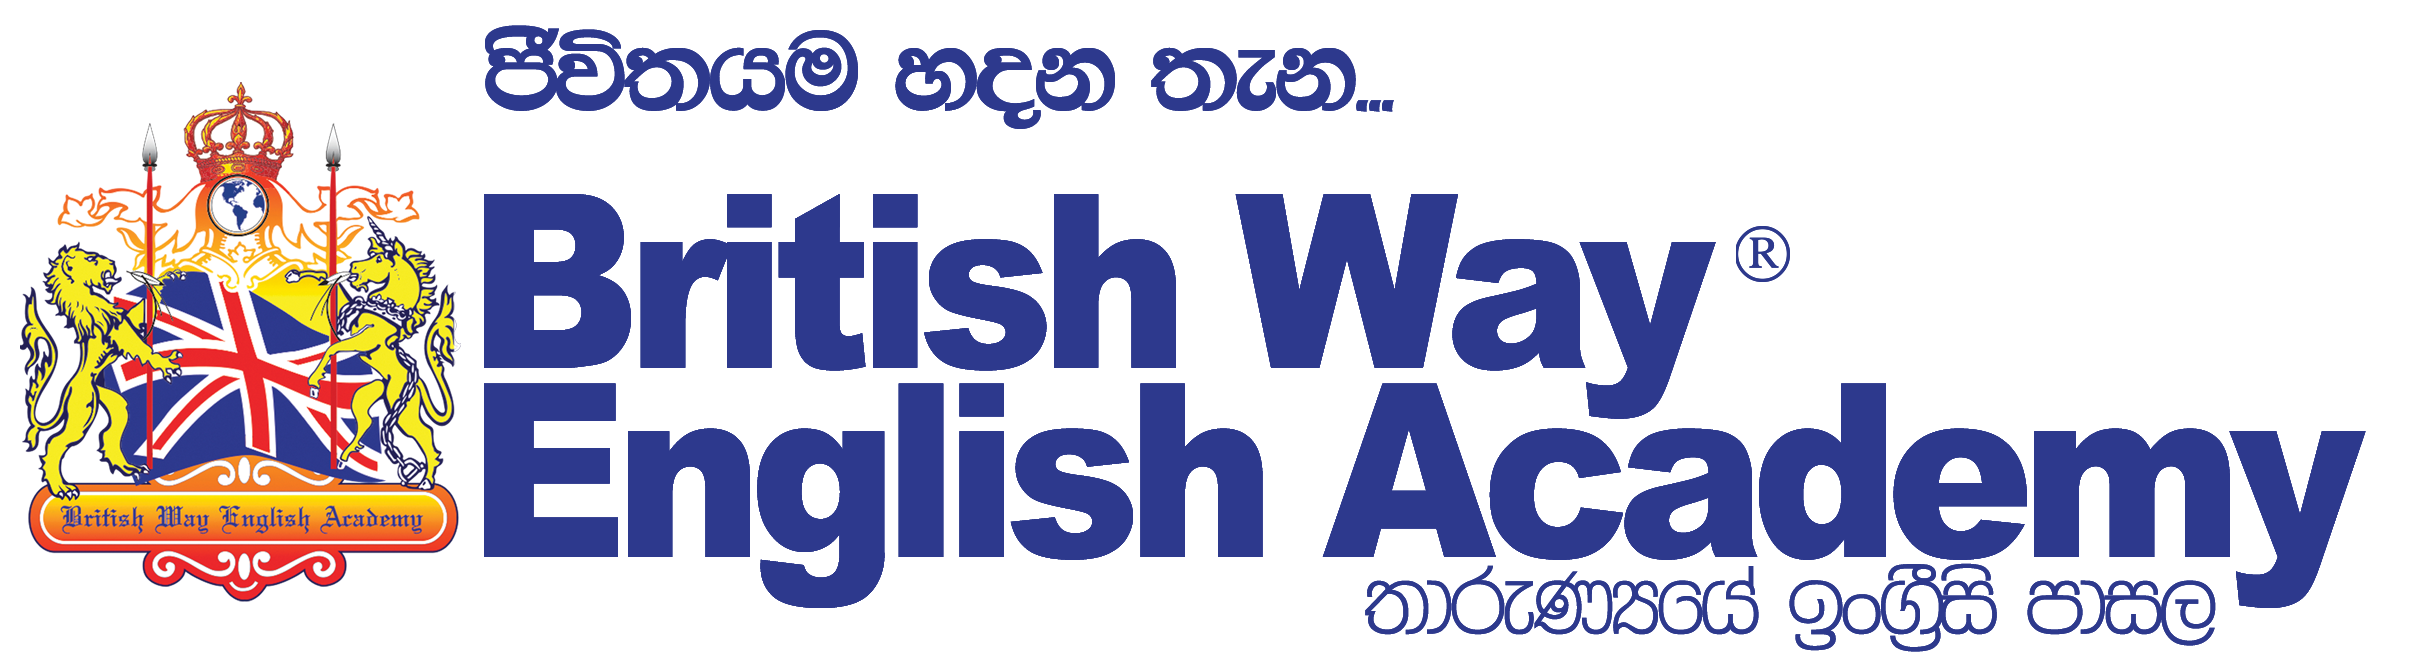 ජීවිතයම හදන තැන...
British Way ®
English Academy
තාරුණ්‍යයේ ඉංග්‍රීසි පාසල
British Way English Academy